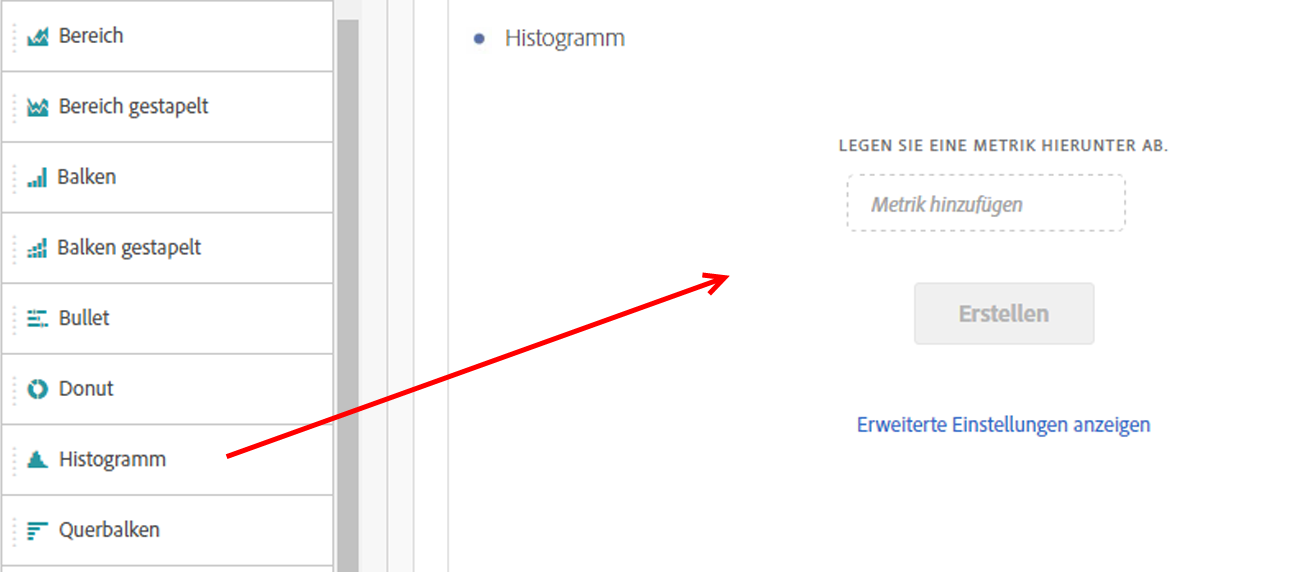 Bereich
Bereich gestapelt
Balken
Balken gestapelt
Bullet
Donut
Histogramm
Querbalken
Histogramm
LEGEN SIE EINE METRIK HIERUNTER AB.
Metrik hinzufügen
Erstellen
Erweiterte Einstellungen anzeigen